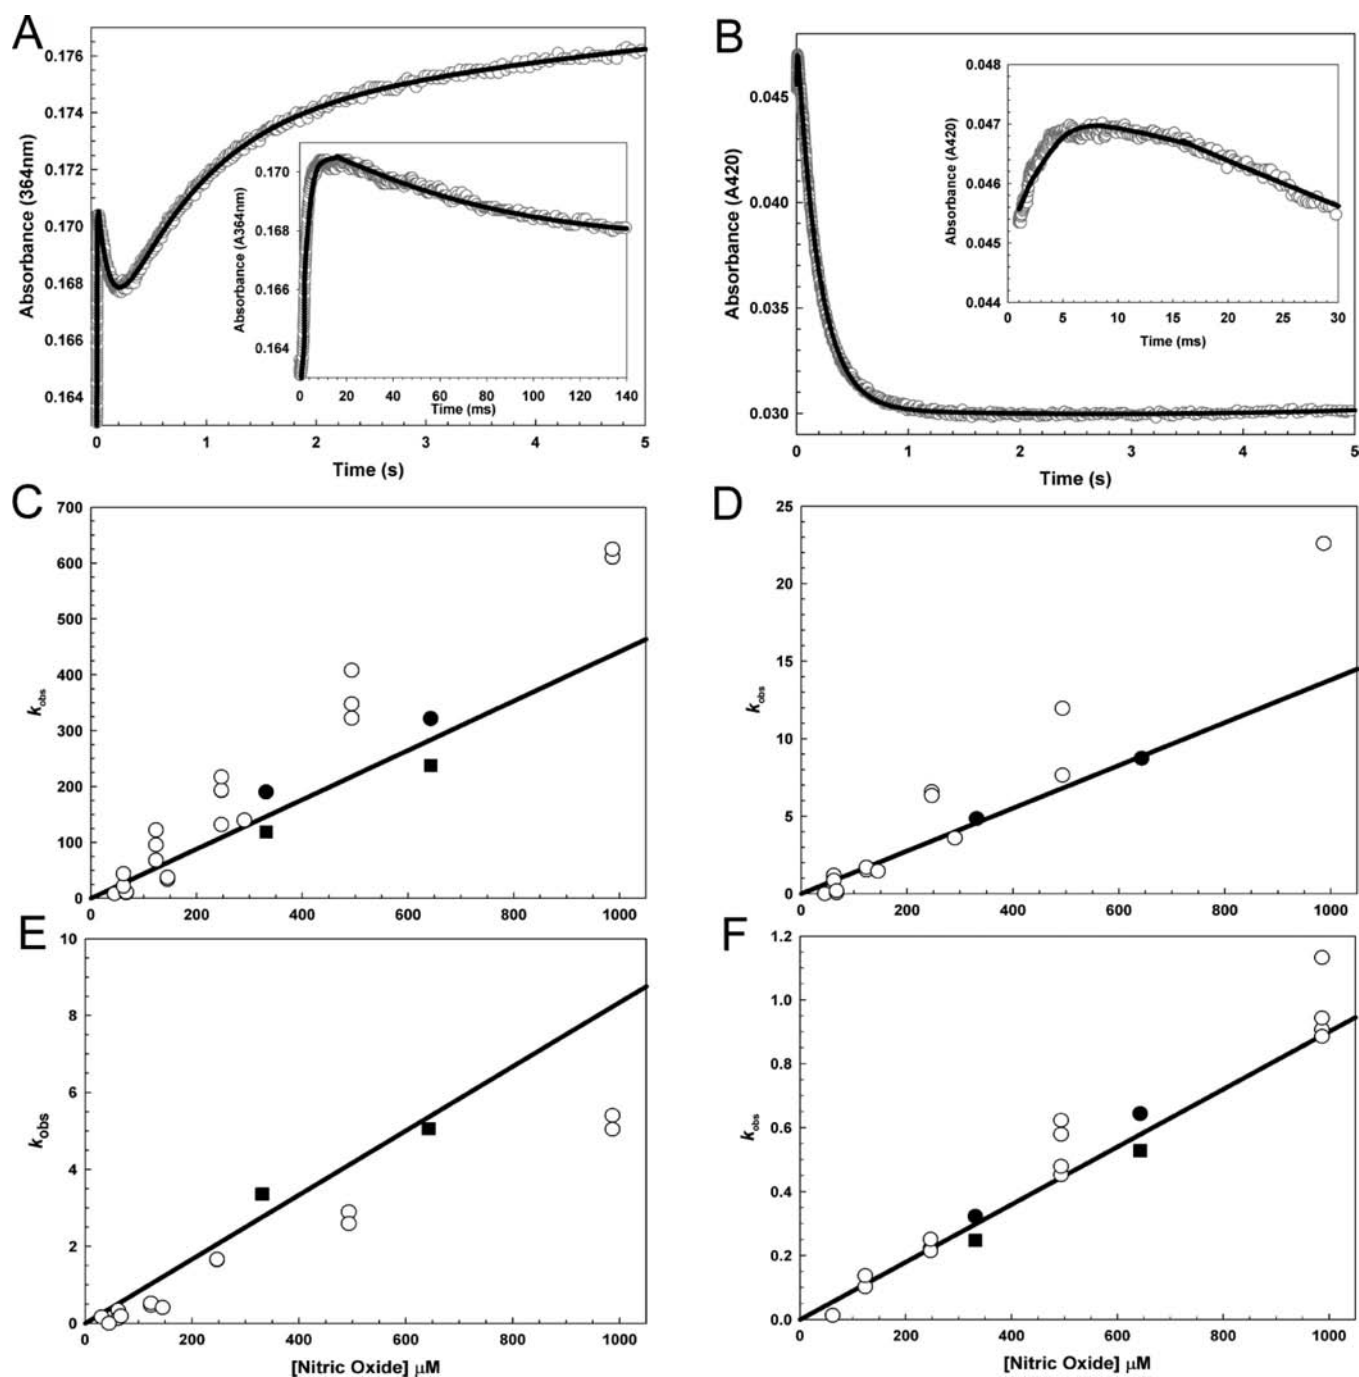 A
Absorbance (364nm)
0.176
0.174
0.172
0.170
0.168
0.166
0.164
0 1 2 3 4 5
Time (s)
Absorbance (A364nm)
0.170
0.168
0.166
0.164
0 20 40 60 80 100 120 140
Time (ms)
B
Absorbance (A420)
0.045
0.040
0.035
0.030
0 1 2 3 4 5
Time (s)
Absorbance (A420)
0.048
0.047
0.046
0.045
0.044
0 5 10 15 20 25 30
Time (ms)
C
kobs
700
600
500
400
300
200
100
0
0 200 400 600 800 1000
D
kobs
25
20
15
10
5
0
0 200 400 600 800 1000
E
kobs
10
8
6
4
2
0
0 200 400 600 800 1000
[Nitric Oxide] µM
F
kobs
1.2
1.0
0.8
0.6
0.4
0.2
0.0
0 200 400 600 800 1000
[Nitric Oxide] µM